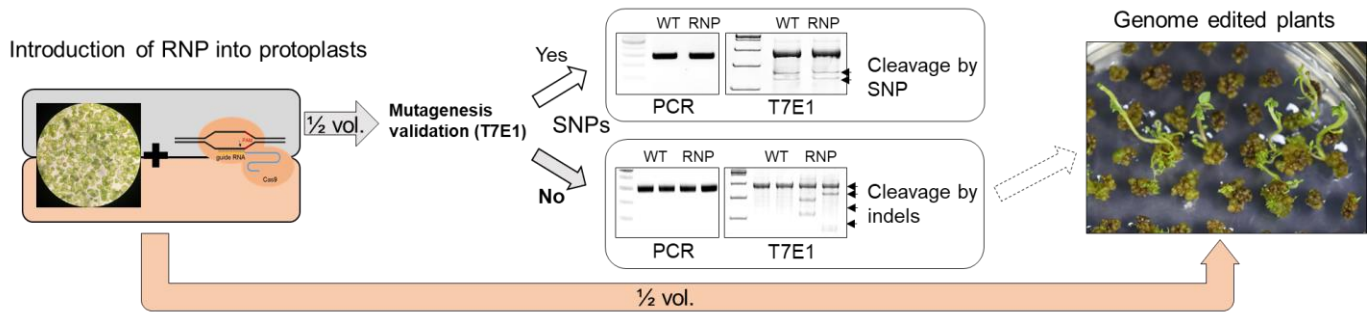 Introduction of RNP into protoplasts
guide RNA
Cas9
½ vol.
Mutagenesis
validation (T7E1)
Yes
SNPs
No
WT RNP
WT RNP
PCR
T7E1
Cleavage by
SNP
WT RNP
WT RNP
PCR
T7E1
Cleavage by
indels
Genome edited plants
½ vol.